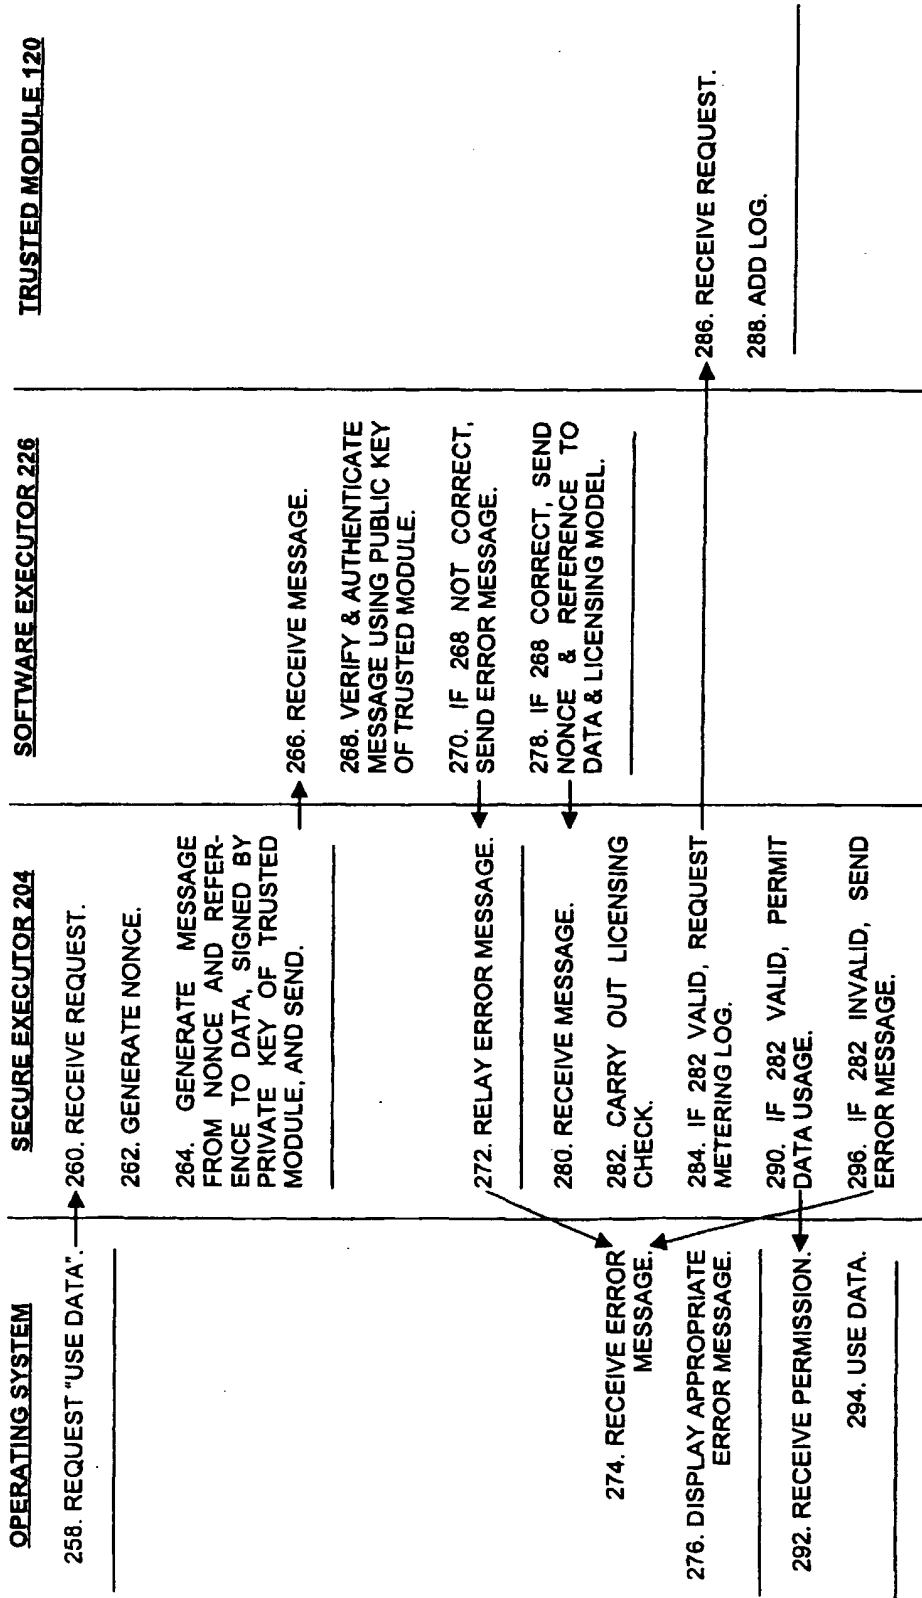 OPERATING SYSTEM
258. REQUEST "USE DATA".
274. RECEIVE ERROR
MESSAGE.
276. DISPLAY APPROPRIATE
ERROR MESSAGE.
292. RECEIVE PERMISSION.
294. USE DATA.
SECURE EXECUTOR 204
260. RECEIVE REQUEST.
262. GENERATE NONCE.
264. GENERATE MESSAGE
FROM NONCE AND REFER-
ENCE TO DATA, SIGNED BY
PRIVATE KEY OF TRUSTED
MODULE, AND SEND.
272. RELAY ERROR MESSAGE.
280. RECEIVE MESSAGE.
282. CARRY OUT LICENSING
CHECK.
284. IF 282 VALID, REQUEST
METERING LOG.
290. IF 282 VALID, PERMIT
DATA USAGE.
296. IF 282 INVALID, SEND
ERROR MESSAGE.
SOFTWARE EXECUTOR 226
266. RECEIVE MESSAGE.
268. VERIFY & AUTHENTICATE
MESSAGE USING PUBLIC KEY
OF TRUSTED MODULE.
270. IF 268 NOT CORRECT,
SEND ERROR MESSAGE.
278. IF 268 CORRECT, SEND
NONCE & REFERENCE TO
DATA & LICENSING MODEL.
TRUSTED MODULE 120
286. RECEIVE REQUEST.
288. ADD LOG.